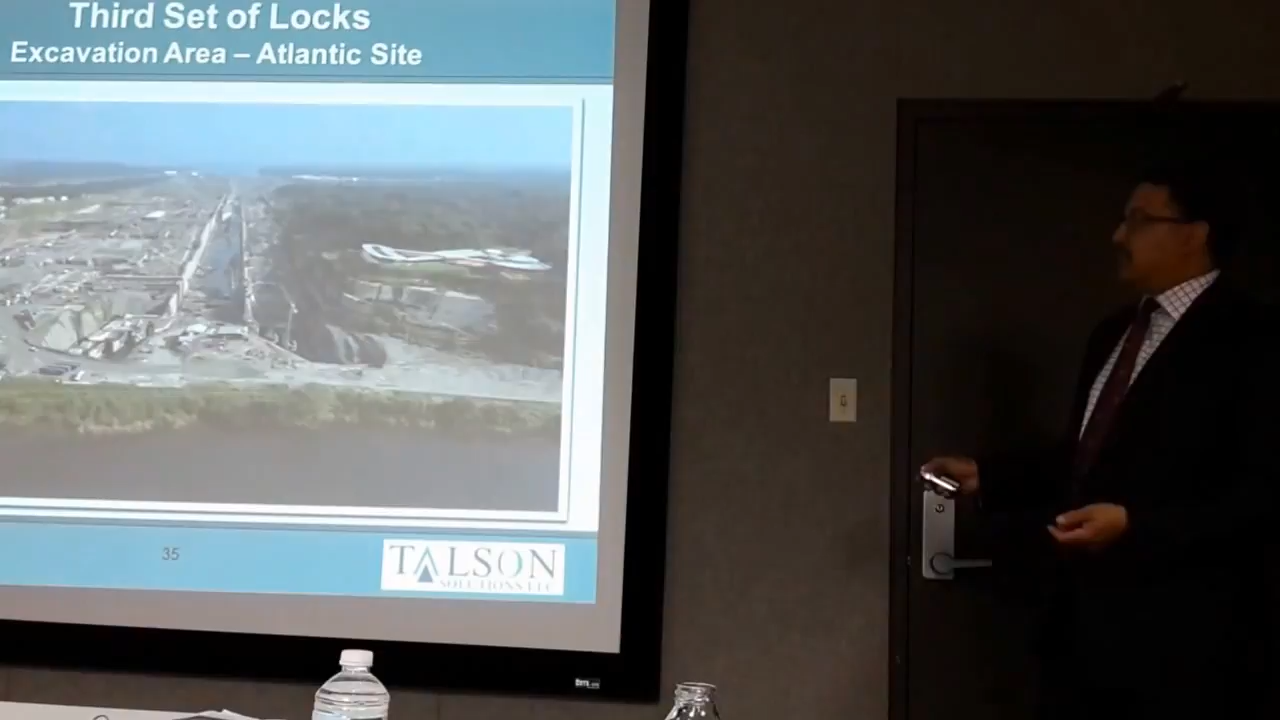 Third Set of Locks
Excavation Area – Atlantic Site
35
TALSON
SOLUTIONS LLC